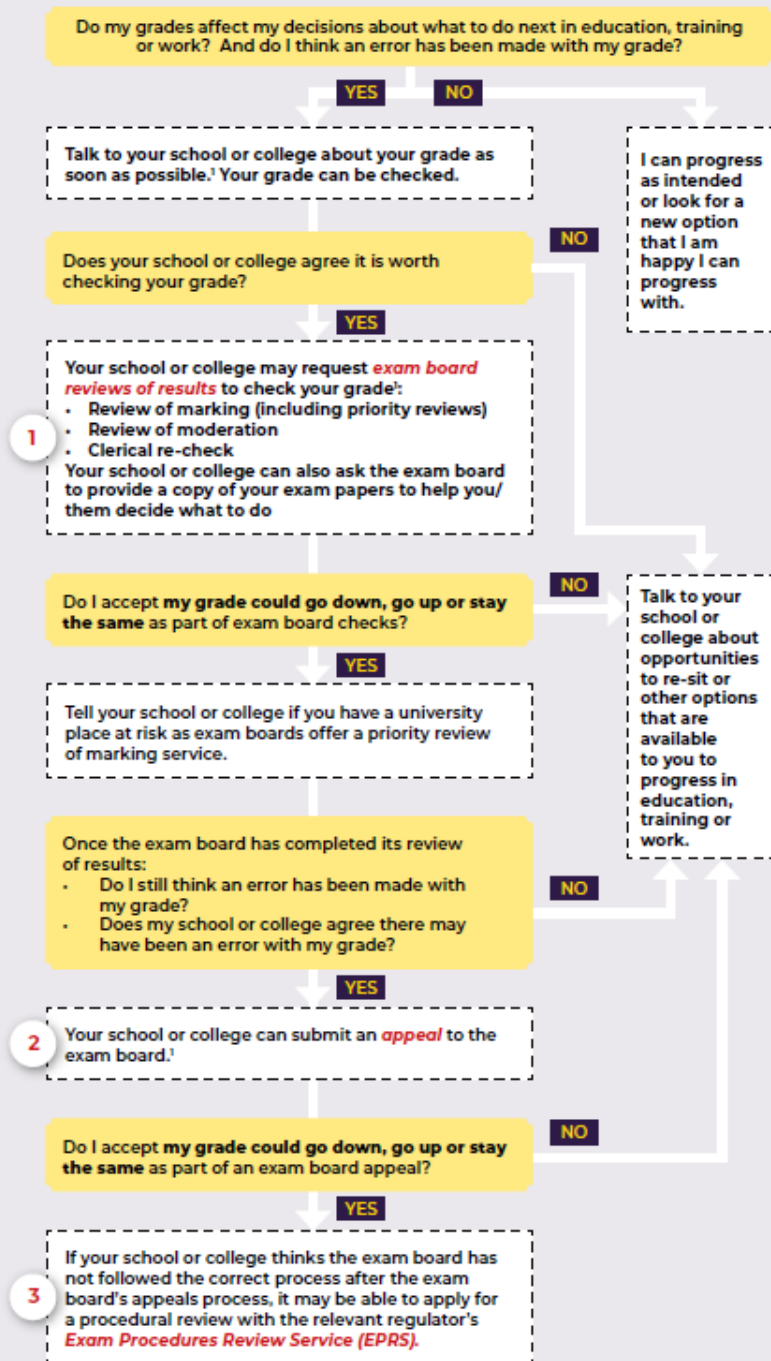 Do my grades affect my decisions about what to do next in education, training
or work? And do I think an error has been made with my grade?
YES
NO
Talk to your school or college about your grade as
soon as possible.¹ Your grade can be checked.
I can progress
as intended
or look for a
new option
that I am
happy I can
progress
with.
NO
Does your school or college agree it is worth
checking your grade?
YES
Your school or college may request exam board
reviews of results to check your grade¹:
• Review of marking (including priority reviews)
• Review of moderation
• Clerical re-check
Your school or college can also ask the exam board
to provide a copy of your exam papers to help you/
them decide what to do
1
NO
Do I accept my grade could go down, go up or stay
the same as part of exam board checks?
YES
Talk to your
school or
college about
opportunities
to re-sit or
other options
that are
available
to you to
progress in
education,
training or
work.
Tell your school or college if you have a university
place at risk as exam boards offer a priority review
of marking service.
Once the exam board has completed its review
of results:
• Do I still think an error has been made with
my grade?
• Does my school or college agree there may
have been an error with my grade?
NO
YES
2
Your school or college can submit an appeal to the
exam board.¹
NO
Do I accept my grade could go down, go up or stay
the same as part of an exam board appeal?
YES
3
If your school or college thinks the exam board has
not followed the correct process after the exam
board's appeals process, it may be able to apply for
a procedural review with the relevant regulator's
Exam Procedures Review Service (EPRS).